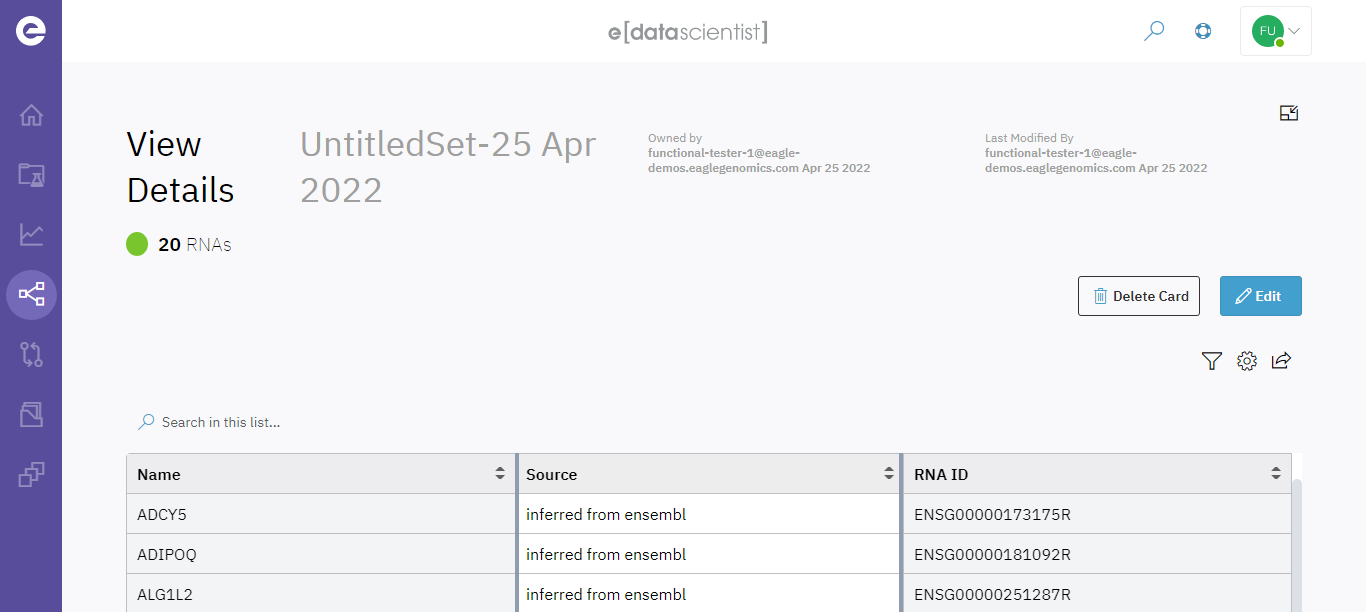 e[datascientist]
FU
View
Details
UntitledSet-25 Apr
2022
Owned by
functional-tester-1@eagle-
demos.eaglegenomics.com Apr 25 2022
Last Modified By
functional-tester-1@eagle-
demos.eaglegenomics.com Apr 25 2022
20 RNAs
Delete Card
Edit
Search in this list...
Name Source RNA ID
ADCY5 inferred from ensembl ENSG00000173175R
ADIPOQ inferred from ensembl ENSG00000181092R
ALG1L2 inferred from ensembl ENSG00000251287R